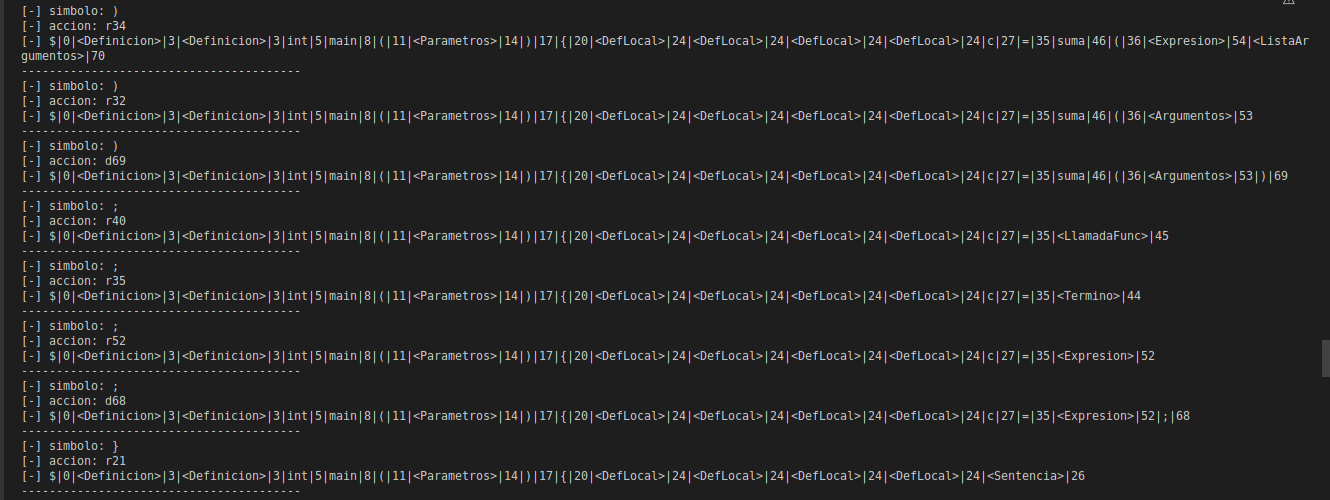 [-] simbolo: )
[-] accion: r34
[-] $|0|<Definicion>|3|<Definicion>|3|int|5|main|8|(|11|<Parametros>|14|)|17|{|20|<DefLocal>|24|<DefLocal>|24|<DefLocal>|24|<DefLocal>|24|c|27|=|35|suma|46|(|36|<Expresion>|54|<ListaAr
gumentos>|70
----------------------------------------
[-] simbolo: )
[-] accion: r32
[-] $|0|<Definicion>|3|<Definicion>|3|int|5|main|8|(|11|<Parametros>|14|)|17|{|20|<DefLocal>|24|<DefLocal>|24|<DefLocal>|24|<DefLocal>|24|c|27|=|35|suma|46|(|36|<Argumentos>|53
----------------------------------------
[-] simbolo: )
[-] accion: d69
[-] $|0|<Definicion>|3|<Definicion>|3|int|5|main|8|(|11|<Parametros>|14|)|17|{|20|<DefLocal>|24|<DefLocal>|24|<DefLocal>|24|<DefLocal>|24|c|27|=|35|suma|46|(|36|<Argumentos>|53|)|69
----------------------------------------
[-] simbolo: ;
[-] accion: r40
[-] $|0|<Definicion>|3|<Definicion>|3|int|5|main|8|(|11|<Parametros>|14|)|17|{|20|<DefLocal>|24|<DefLocal>|24|<DefLocal>|24|<DefLocal>|24|c|27|=|35|<LlamadaFunc>|45
----------------------------------------
[-] simbolo: ;
[-] accion: r35
[-] $|0|<Definicion>|3|<Definicion>|3|int|5|main|8|(|11|<Parametros>|14|)|17|{|20|<DefLocal>|24|<DefLocal>|24|<DefLocal>|24|<DefLocal>|24|c|27|=|35|<Termino>|44
----------------------------------------
[-] simbolo: ;
[-] accion: r52
[-] $|0|<Definicion>|3|<Definicion>|3|int|5|main|8|(|11|<Parametros>|14|)|17|{|20|<DefLocal>|24|<DefLocal>|24|<DefLocal>|24|<DefLocal>|24|c|27|=|35|<Expresion>|52
----------------------------------------
[-] simbolo: ;
[-] accion: d68
[-] $|0|<Definicion>|3|<Definicion>|3|int|5|main|8|(|11|<Parametros>|14|)|17|{|20|<DefLocal>|24|<DefLocal>|24|<DefLocal>|24|<DefLocal>|24|c|27|=|35|<Expresion>|52|;|68
----------------------------------------
[-] simbolo: }
[-] accion: r21
[-] $|0|<Definicion>|3|<Definicion>|3|int|5|main|8|(|11|<Parametros>|14|)|17|{|20|<DefLocal>|24|<DefLocal>|24|<DefLocal>|24|<DefLocal>|24|<Sentencia>|26
----------------------------------------